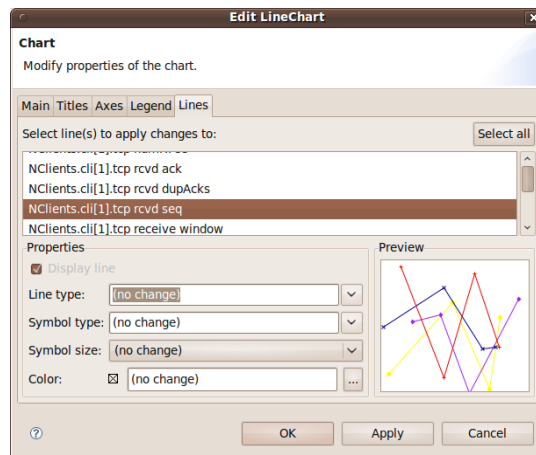 Edit LineChart
Chart
Modify properties of the chart.
Main Titles Axes Legend Lines
Select line(s) to apply changes to:
Select all
NClients.cli[1].tcp rcvd ack
NClients.cli[1].tcp rcvd dupAcks
NClients.cli[1].tcp rcvd seq
NClients.cli[1].tcp receive window
Properties
Preview
Display line
Line type: (no change)
Symbol type: (no change)
Symbol size: (no change)
Color: (no change) ...
? OK Apply Cancel